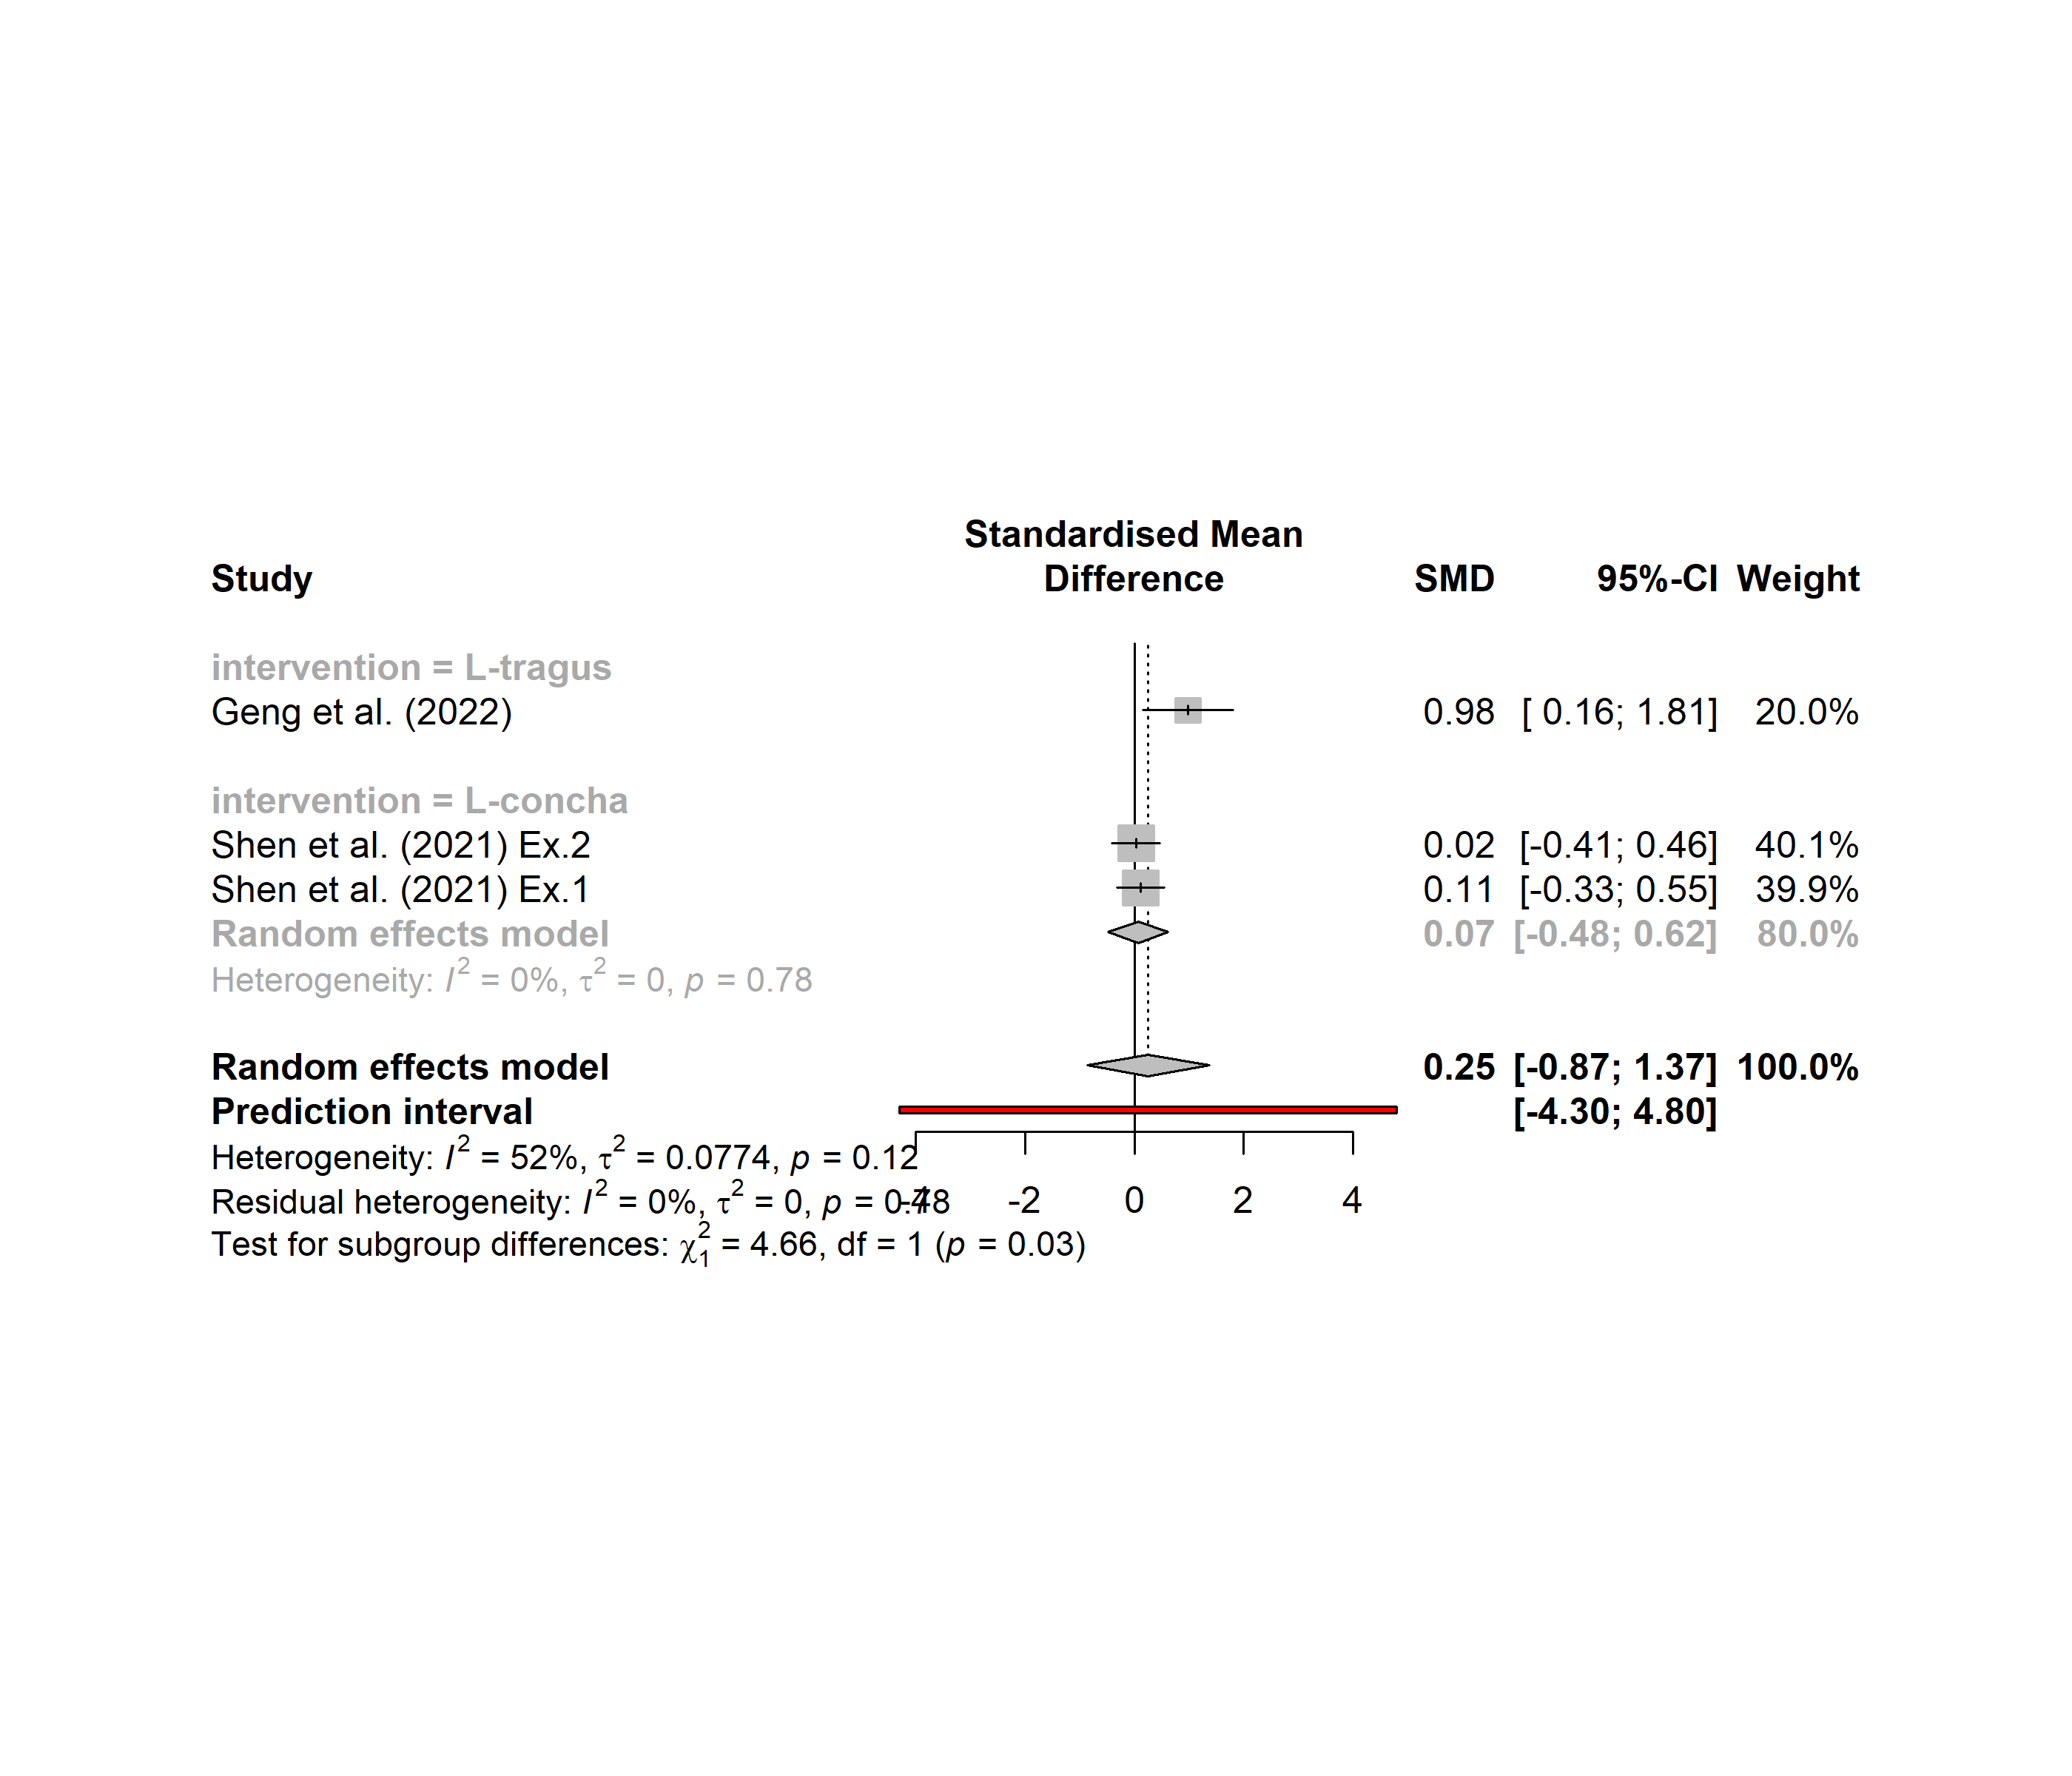 Standardised Mean
Study Difference SMD 95%-CI Weight
intervention = L-tragus
Geng et al. (2022) 0.98 [ 0.16; 1.81] 20.0%
intervention = L-concha
Shen et al. (2021) Ex.2 0.02 [-0.41; 0.46] 40.1%
Shen et al. (2021) Ex.1 0.11 [-0.33; 0.55] 39.9%
Random effects model 0.07 [-0.48; 0.62] 80.0%
Heterogeneity: I² = 0%, τ² = 0, p = 0.78
Random effects model 0.25 [-0.87; 1.37] 100.0%
Prediction interval [-4.30; 4.80]
Heterogeneity: I² = 52%, τ² = 0.0774, p = 0.12
Residual heterogeneity: I² = 0%, τ² = 0, p = 0.78
-4 -2 0 2 4
Test for subgroup differences: χ²₁ = 4.66, df = 1 (p = 0.03)